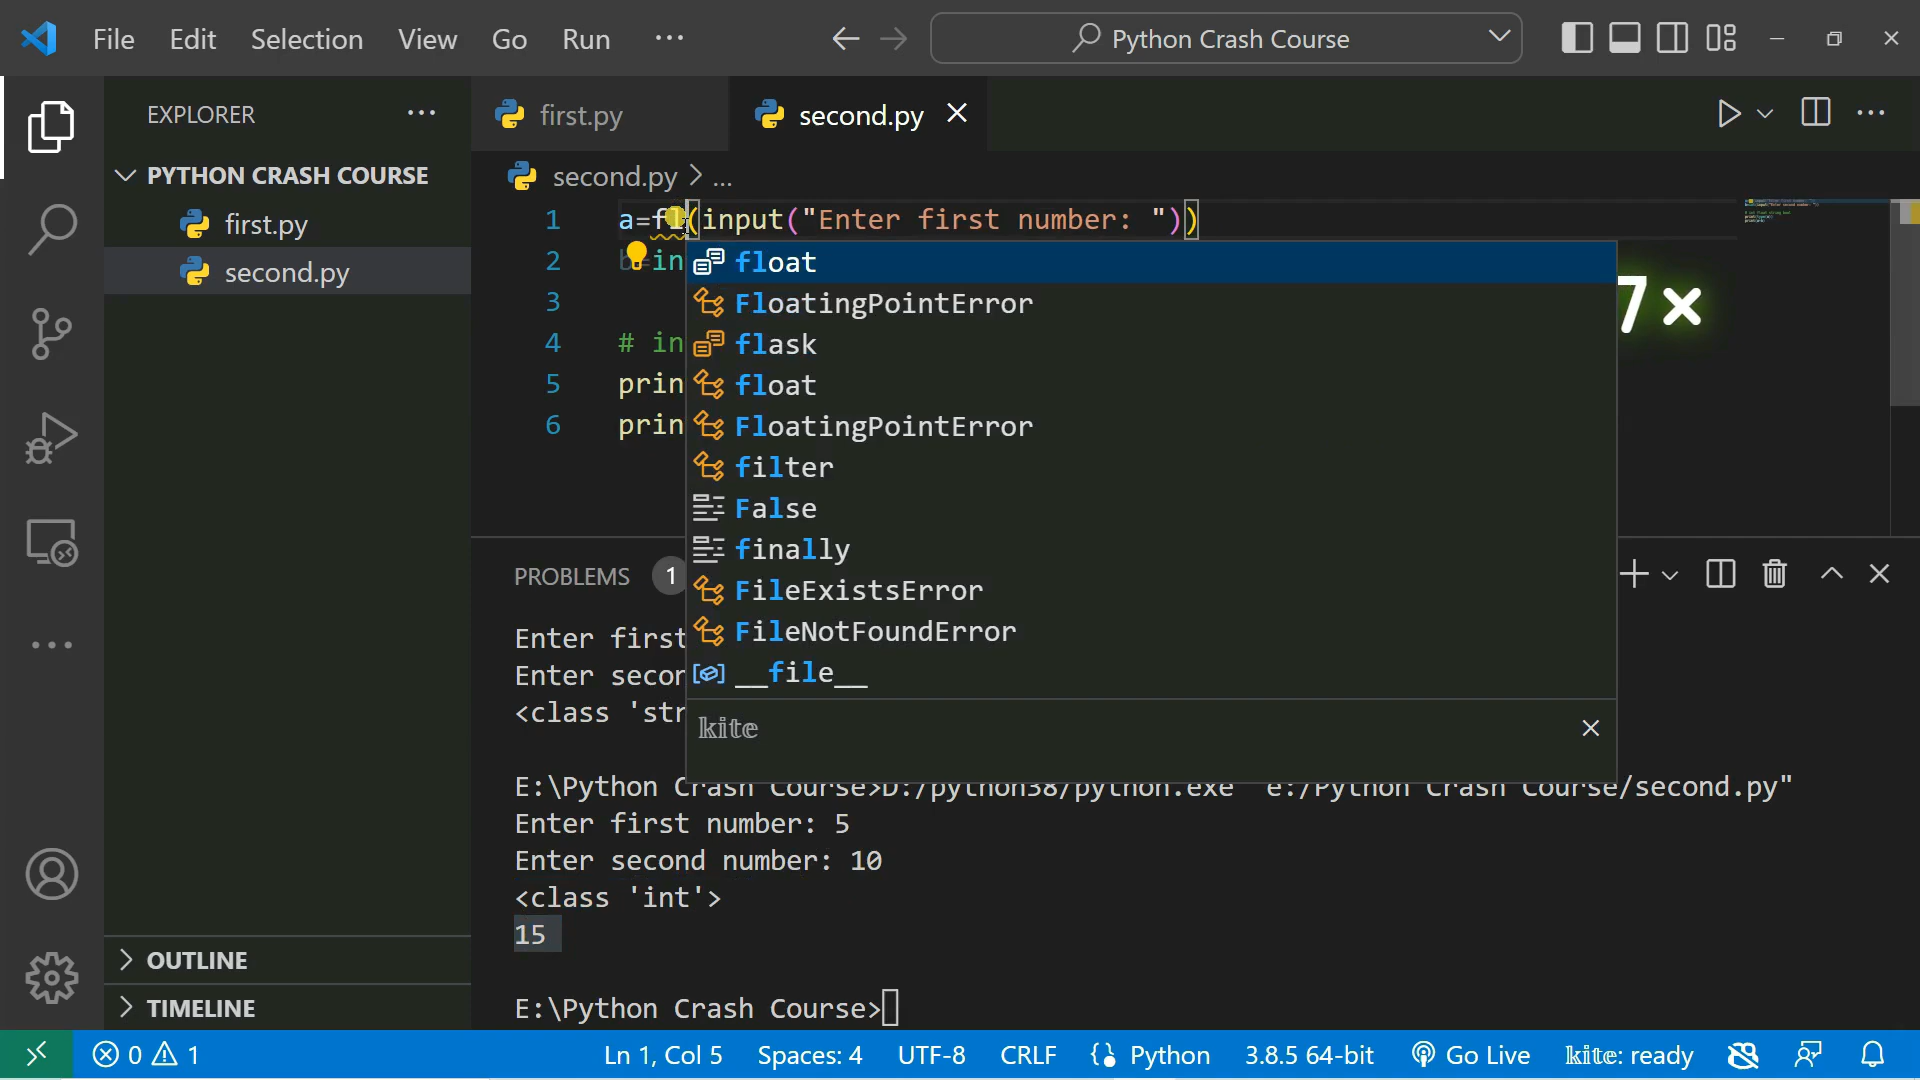 File Edit Selection View Go Run ···
Python Crash Course
EXPLORER
PYTHON CRASH COURSE
first.py
second.py
OUTLINE
TIMELINE
first.py
second.py
second.py > ...
1 a=fl(input("Enter first number: "))
2 b=in
3
4 # in
5 prin
6 prin
float
FloatingPointError
flask
float
FloatingPointError
filter
False
finally
FileExistsError
FileNotFoundError
__file__
kite
7×
PROBLEMS 1
Enter first
Enter secon
<class 'str
E:\Python Crash Course>D:/python38/python.exe "e:/Python Crash Course/second.py"
Enter first number: 5
Enter second number: 10
<class 'int'>
15
E:\Python Crash Course>
0 1 Ln 1, Col 5 Spaces: 4 UTF-8 CRLF Python 3.8.5 64-bit Go Live kite: ready